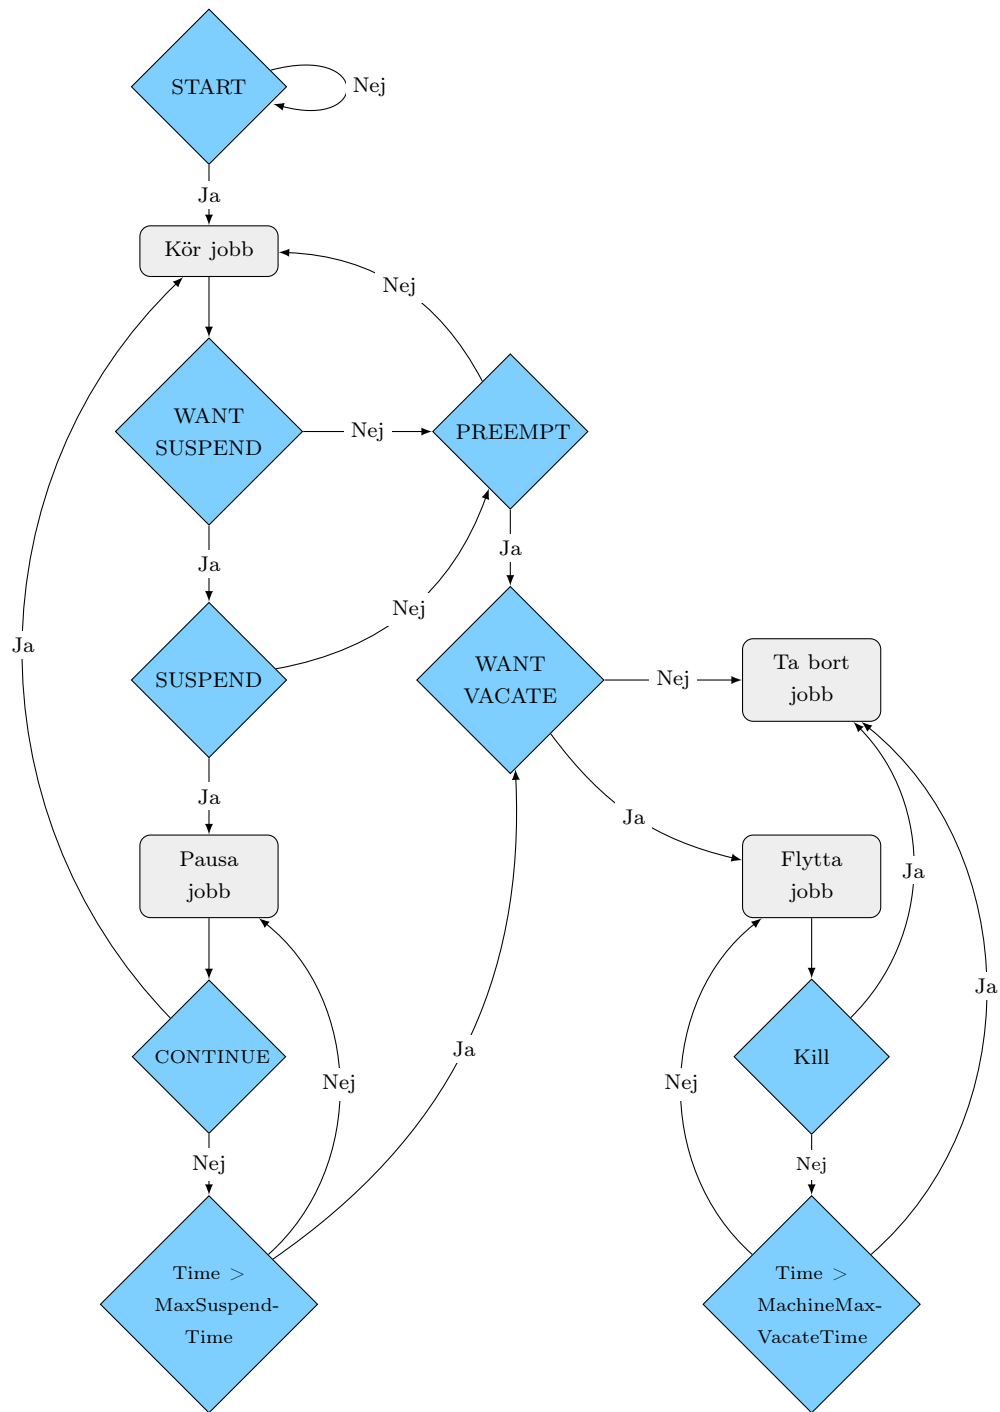 START
Nej
Ja
Kör jobb
Nej
WANT
SUSPEND
Nej
PREEMPT
Ja
Ja
Nej
Ja
SUSPEND
WANT
VACATE
Nej
Ta bort
jobb
Ja
Ja
Pausa
jobb
Flytta
jobb
Ja
Ja
CONTINUE
Nej
Ja
Nej
Kill
Nej
Nej
Time >
MaxSuspend-
Time
Time >
MachineMax-
VacateTime